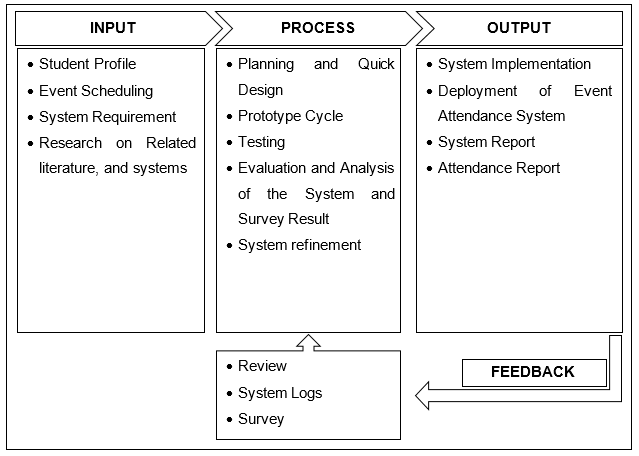 INPUT
PROCESS
OUTPUT
• Student Profile
• Event Scheduling
• System Requirement
• Research on Related
literature, and systems
• Planning and Quick
Design
• Prototype Cycle
• Testing
• Evaluation and Analysis
of the System and
Survey Result
• System refinement
• System Implementation
• Deployment of Event
Attendance System
• System Report
• Attendance Report
• Review
• System Logs
• Survey
FEEDBACK